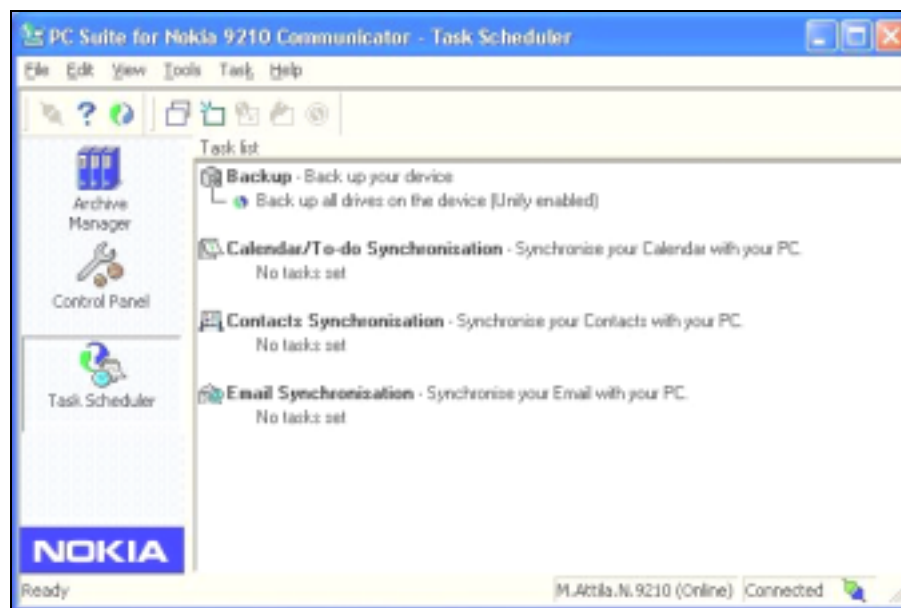 PC Suite for Nokia 9210 Communicator - Task Scheduler
File Edit View Tools Task Help
Task list
Archive
Manager
Control Panel
Task Scheduler
Backup - Back up your device
Back up all drives on the device (Unify enabled)
Calendar/To-do Synchronisation - Synchronise your Calendar with your PC.
No tasks set
Contacts Synchronisation - Synchronise your Contacts with your PC.
No tasks set
Email Synchronisation - Synchronise your Email with your PC.
No tasks set
NOKIA
Ready
M.Attila.N.9210 (Online) Connected